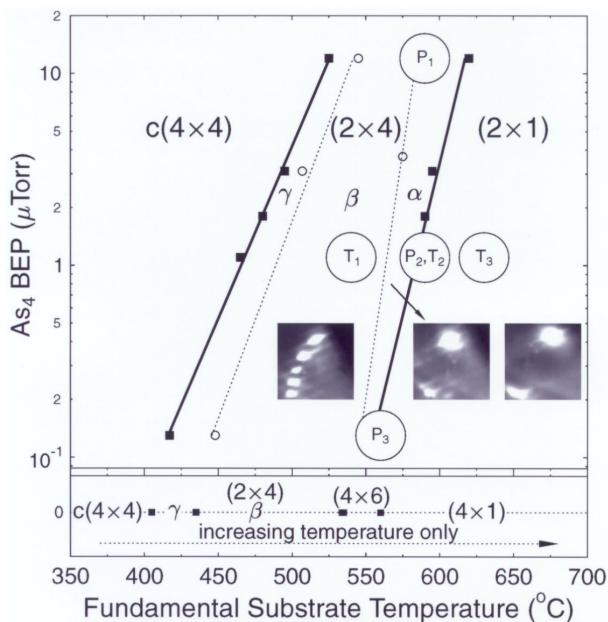 As₄ BEP (μTorr)
2
10
5
2
1
5
2
10⁻¹
0
c(4×4)
(2×4)
(2×1)
γ
β
α
P₁
T₁
P₂,T₂
T₃
P₃
(2×4)
(4×6)
c(4×4)
γ
β
(4×1)
increasing temperature only
350
400
450
500
550
600
650
700
Fundamental Substrate Temperature (°C)